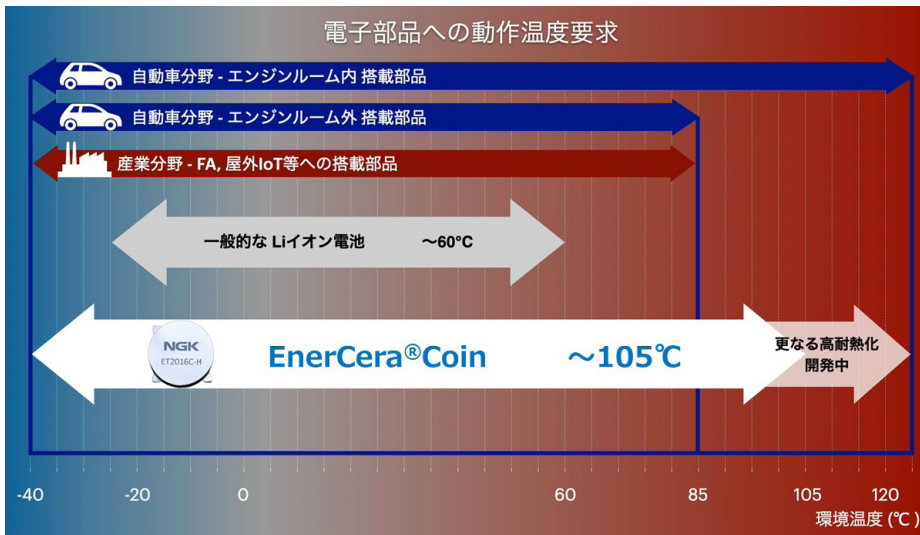 電子部品への動作温度要求
自動車分野 - エンジンルーム内 搭載部品
自動車分野 - エンジンルーム外 搭載部品
産業分野 - FA, 屋外IoT等への搭載部品
一般的な Liイオン電池 ～60°C
NGK
ET2016C-H
EnerCera®Coin ～105℃
更なる高耐熱化
開発中
-40 -20 0 60 85 105 120
環境温度 (℃)